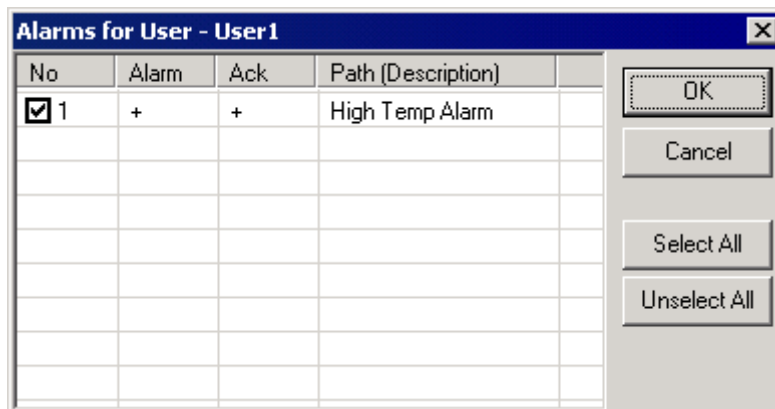 Alarms for User - User1
No Alarm Ack Path (Description)
1 + + High Temp Alarm
OK
Cancel
Select All
Unselect All